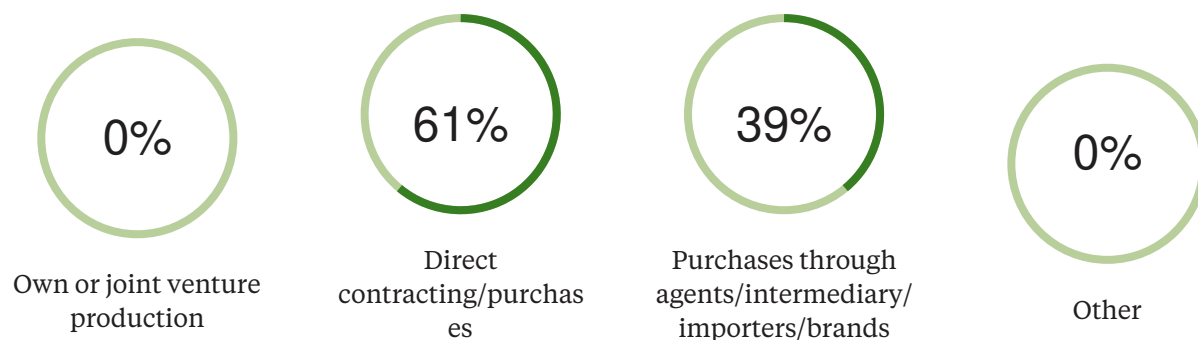 0%
Own or joint venture
production
61%
Direct
contracting/purchas
es
39%
Purchases through
agents/intermediary/
importers/brands
0%
Other